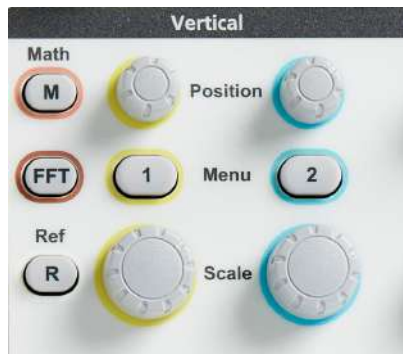 Vertical
Math
M
Position
FFT
1
Menu
2
Ref
R
Scale